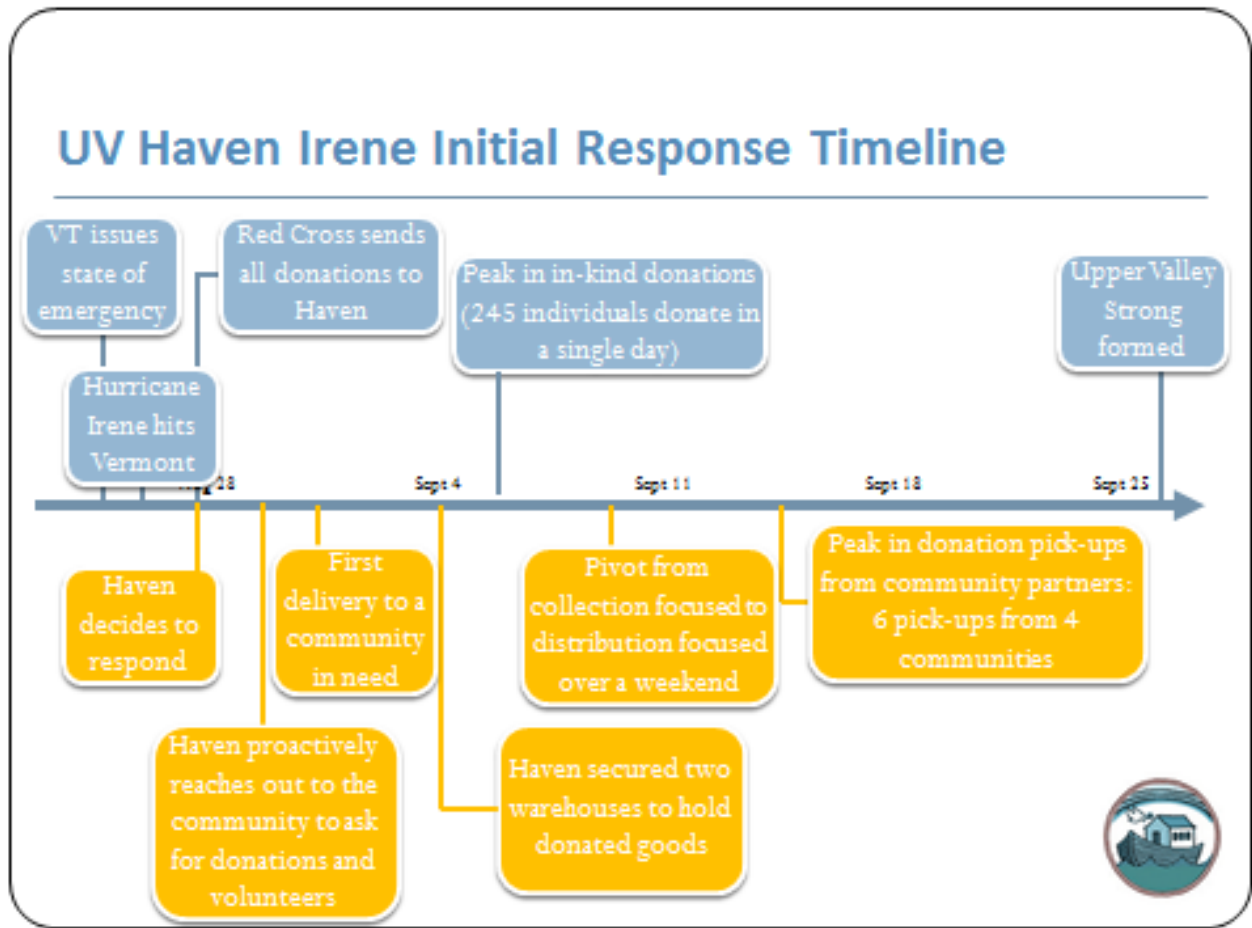 UV Haven Irene Initial Response Timeline
VT issues
state of
emergency
Red Cross sends
all donations to
Haven
Peak in in-kind donations
(245 individuals donate in
a single day)
Upper Valley
Strong
formed
Hurricane
Irene hits
Vermont
28
Sept 4
Sept 11
Sept 18
Sept 25
Haven
decides to
respond
First
delivery to a
community
in need
Pivot from
collection focused to
distribution focused
over a weekend
Peak in donation pick-ups
from community partners:
6 pick-ups from 4
communities
Haven proactively
reaches out to the
community to ask
for donations and
volunteers
Haven secured two
warehouses to hold
donated goods